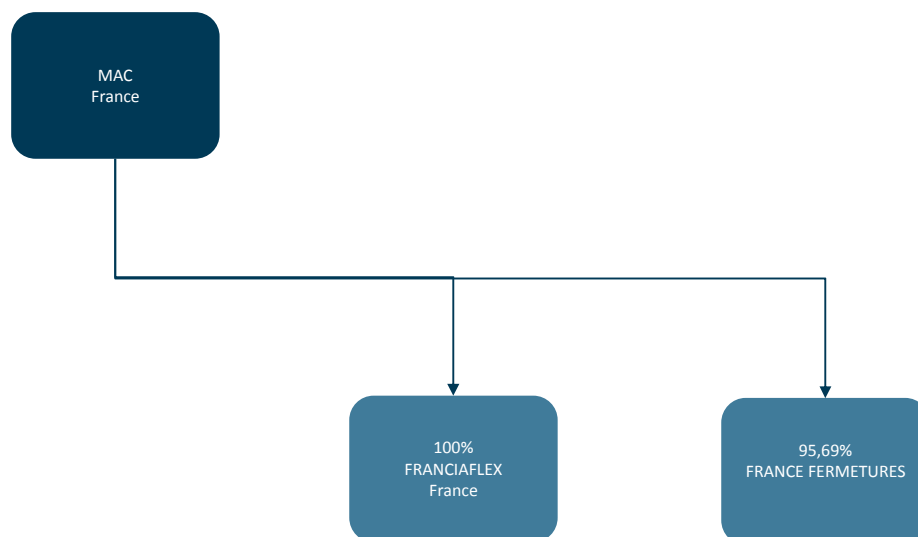 MAC
France
100%
FRANCIAFLEX
France
95,69%
FRANCE FERMETURES